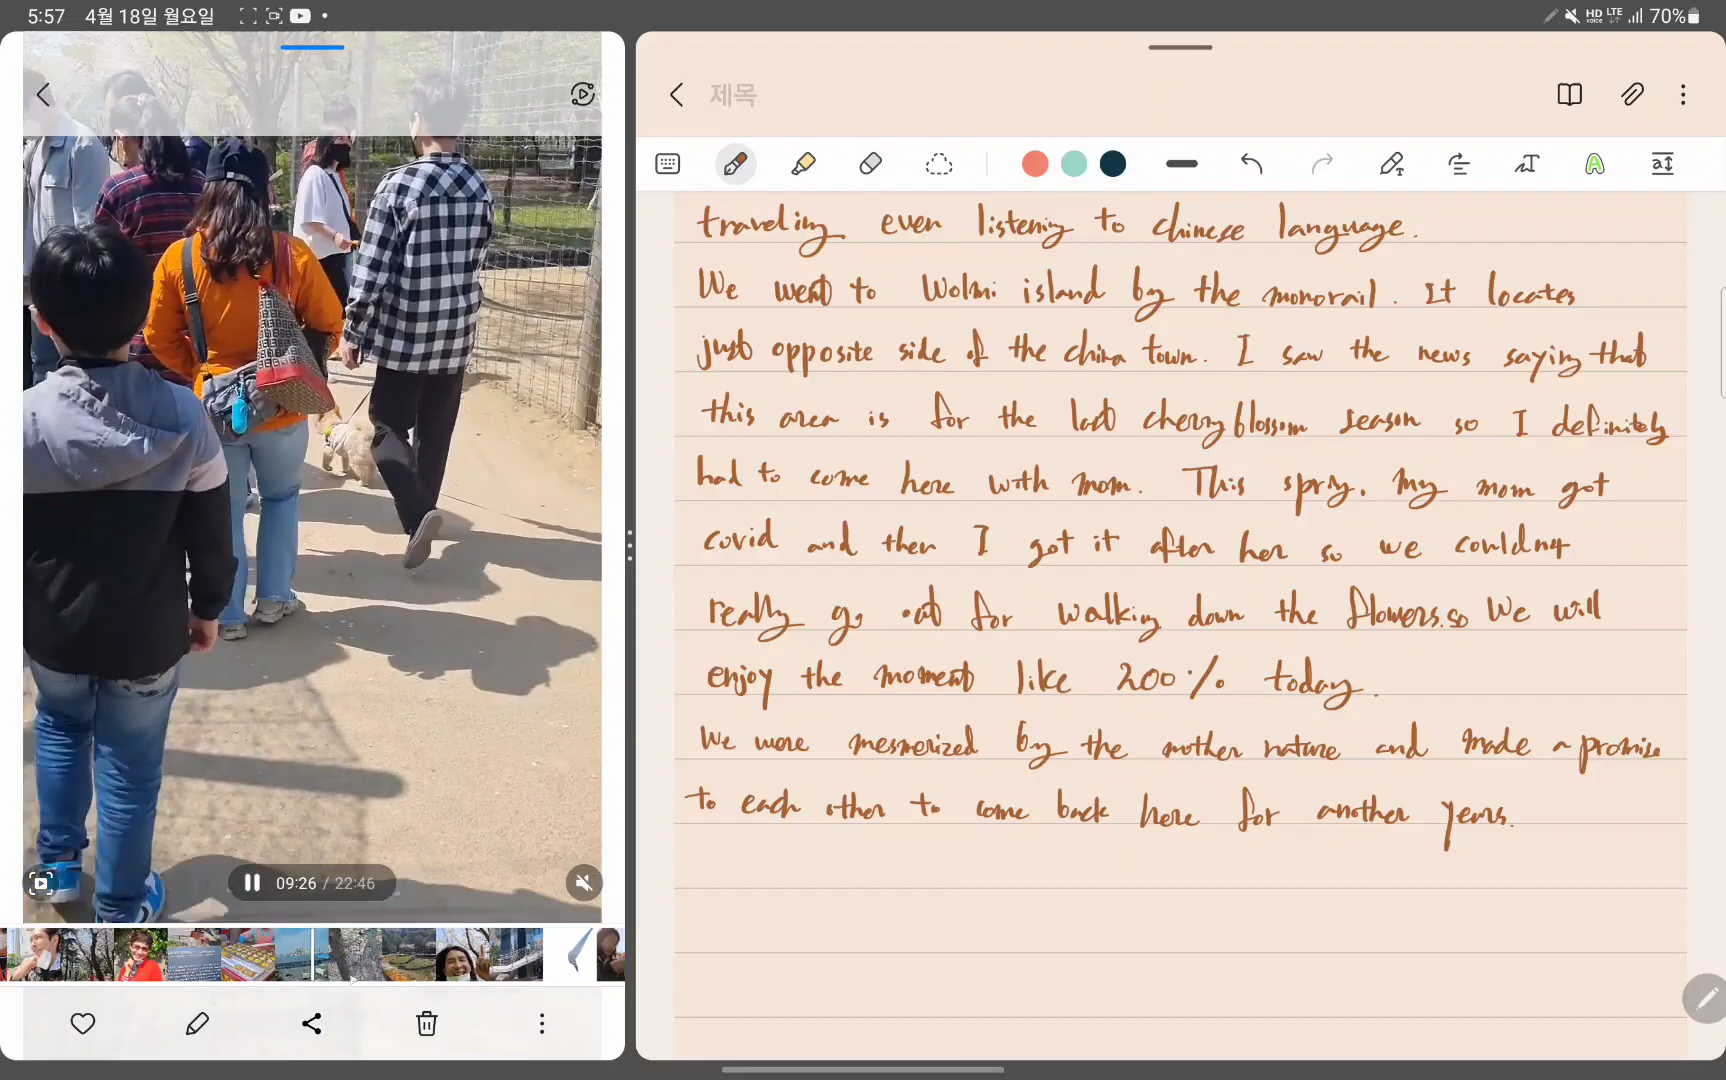 5:57 4월 18일 월요일 HD voice LTE 70%
제목
traveling even listening to chinese language.
We went to Wolmi island by the monorail. It locates
just opposite side of the china town. I saw the news saying that
this area is for the last cherry blossom season so I definitely
had to come here with mom. This spring, my mom got
covid and then I got it after her so we couldn't
really go out for walking down the flowers. so We will
enjoy the moment like 200% today.
We were mesmerized by the mother nature and made a promise
to each other to come back here for another years.
09:26 / 22:46